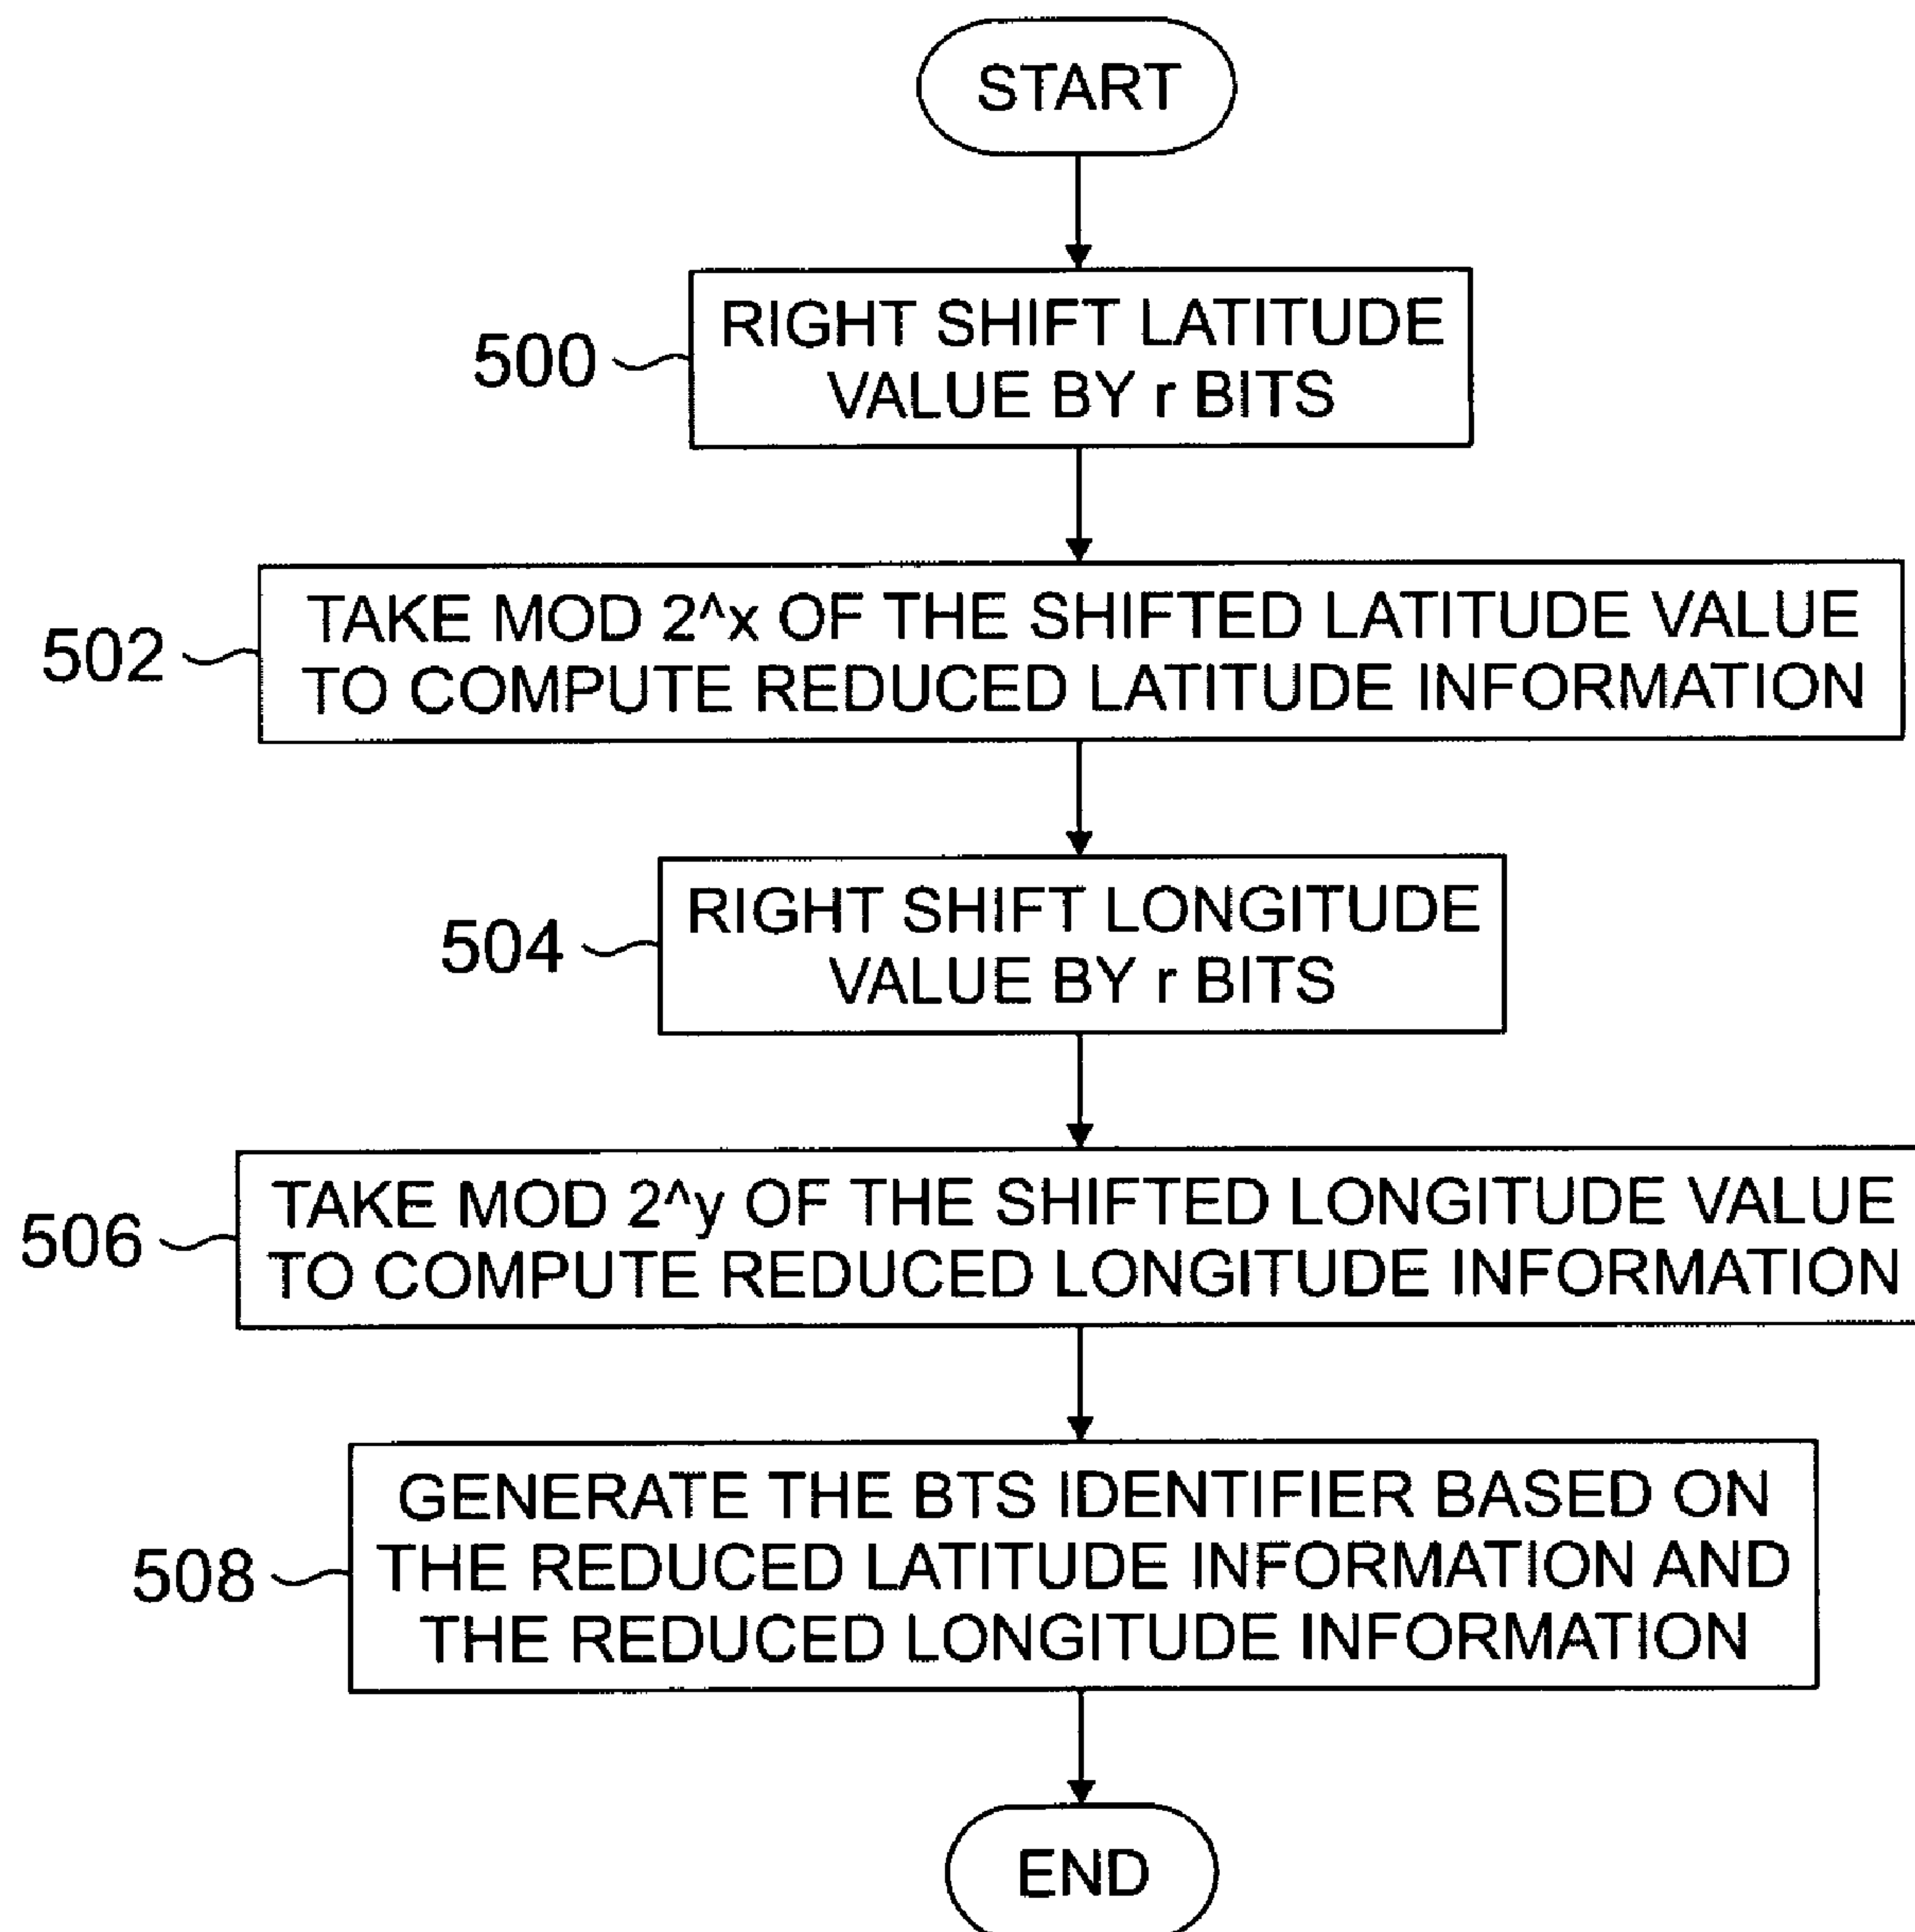 START
500
RIGHT SHIFT LATITUDE
VALUE BY r BITS
502
TAKE MOD 2^x OF THE SHIFTED LATITUDE VALUE
TO COMPUTE REDUCED LATITUDE INFORMATION
504
RIGHT SHIFT LONGITUDE
VALUE BY r BITS
506
TAKE MOD 2^y OF THE SHIFTED LONGITUDE VALUE
TO COMPUTE REDUCED LONGITUDE INFORMATION
508
GENERATE THE BTS IDENTIFIER BASED ON
THE REDUCED LATITUDE INFORMATION AND
THE REDUCED LONGITUDE INFORMATION
END